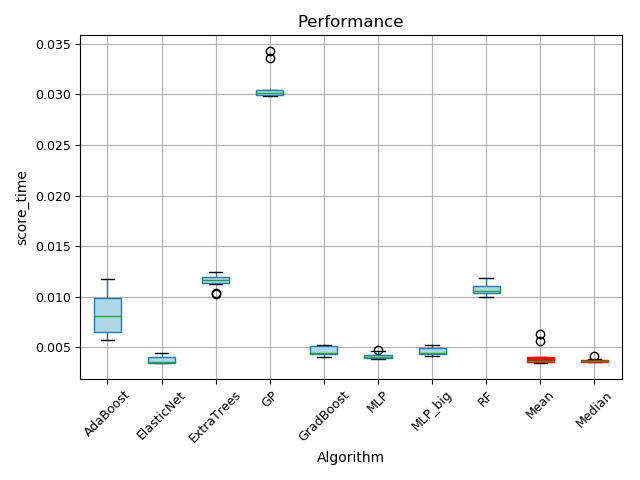 Performance
0.035
0.030
0.025
0.020
0.015
0.010
0.005
score_time
AdaBoost
ElasticNet
ExtraTrees
GP
GradBoost
MLP
MLP_big
RF
Mean
Median
Algorithm